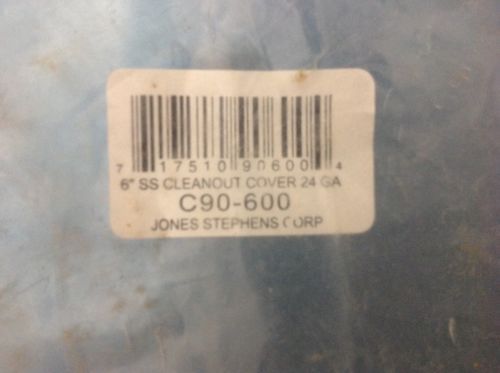 7 17510 90600 4
6" SS CLEANOUT COVER 24 GA
C90-600
JONES STEPHENS CORP